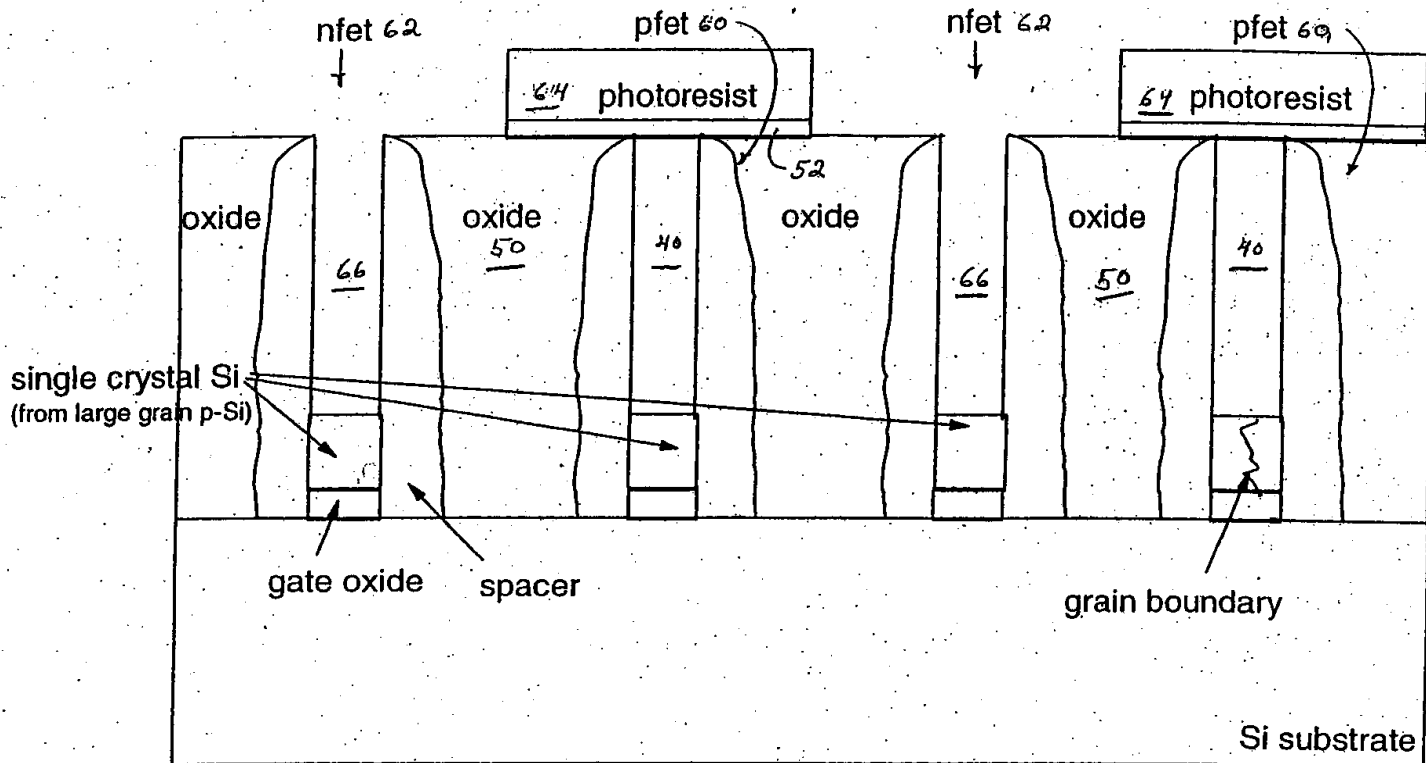 nfet 62
pfet 60
nfet 62
pfet 60
64 photoresist
64 photoresist
52
oxide
oxide
50
oxide
oxide
50
66
40
66
40
single crystal Si
(from large grain p-Si)
gate oxide
spacer
grain boundary
Si substrate